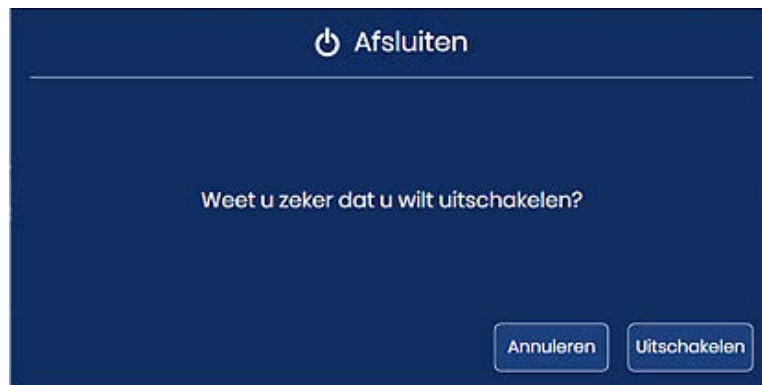 Afsluiten
Weet u zeker dat u wilt uitschakelen?
Annuleren Uitschakelen